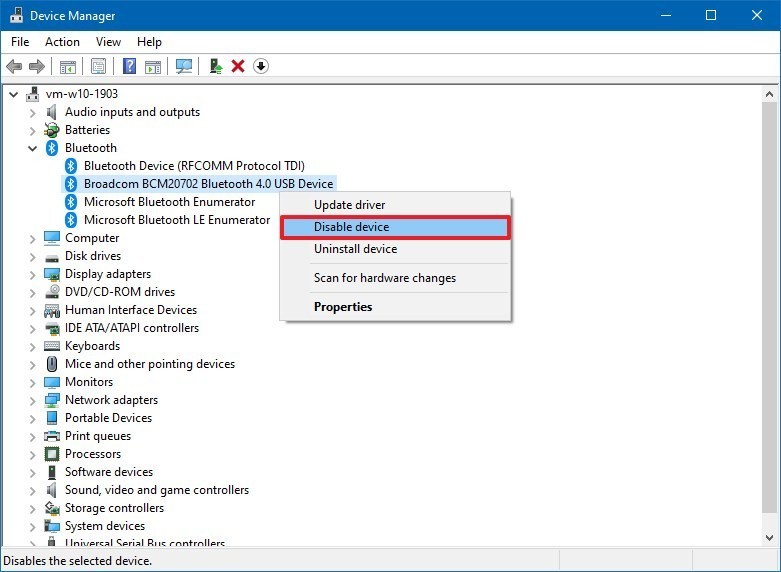 Device Manager
File Action View Help
vm-w10-1903
Audio inputs and outputs
Batteries
Bluetooth
Bluetooth Device (RFCOMM Protocol TDI)
Broadcom BCM20702 Bluetooth 4.0 USB Device
Microsoft Bluetooth Enumerator
Microsoft Bluetooth LE Enumerator
Update driver
Disable device
Uninstall device
Scan for hardware changes
Properties
Computer
Disk drives
Display adapters
DVD/CD-ROM drives
Human Interface Devices
IDE ATA/ATAPI controllers
Keyboards
Mice and other pointing devices
Monitors
Network adapters
Portable Devices
Print queues
Processors
Software devices
Sound, video and game controllers
Storage controllers
System devices
Universal Serial Bus controllers
Disables the selected device.